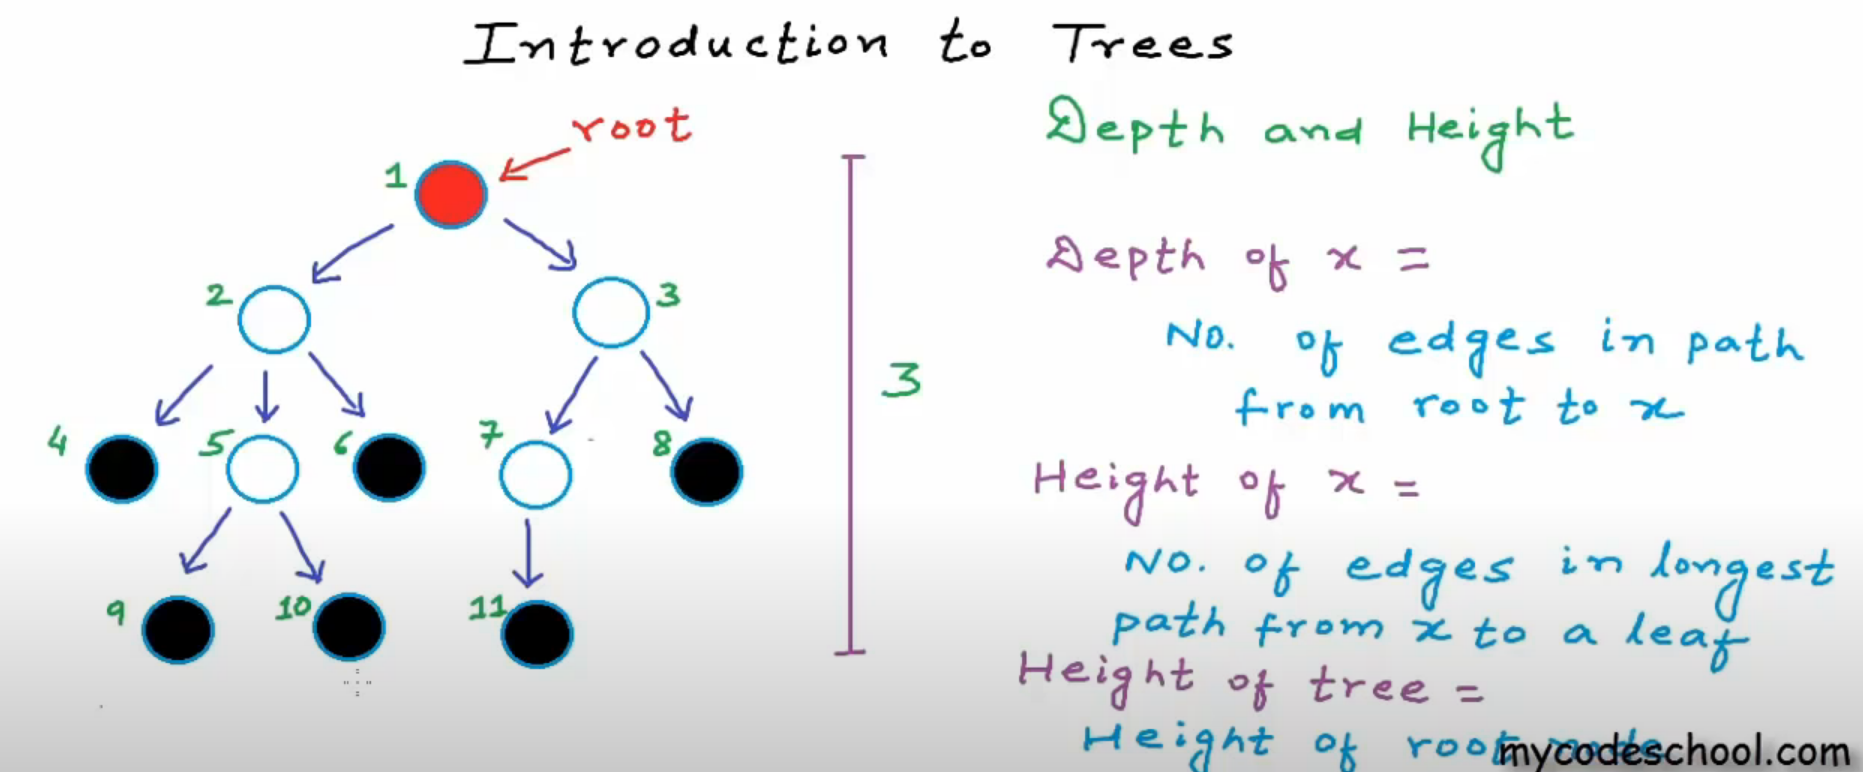 Introduction to Trees
root
1
2
3
4
5
6
7
8
9
10
11
3
Depth and Height
Depth of x =
No. of edges in path
from root to x
Height of x =
No. of edges in longest
path from x to a leaf
Height of tree =
Height of root node
mycodeschool.com